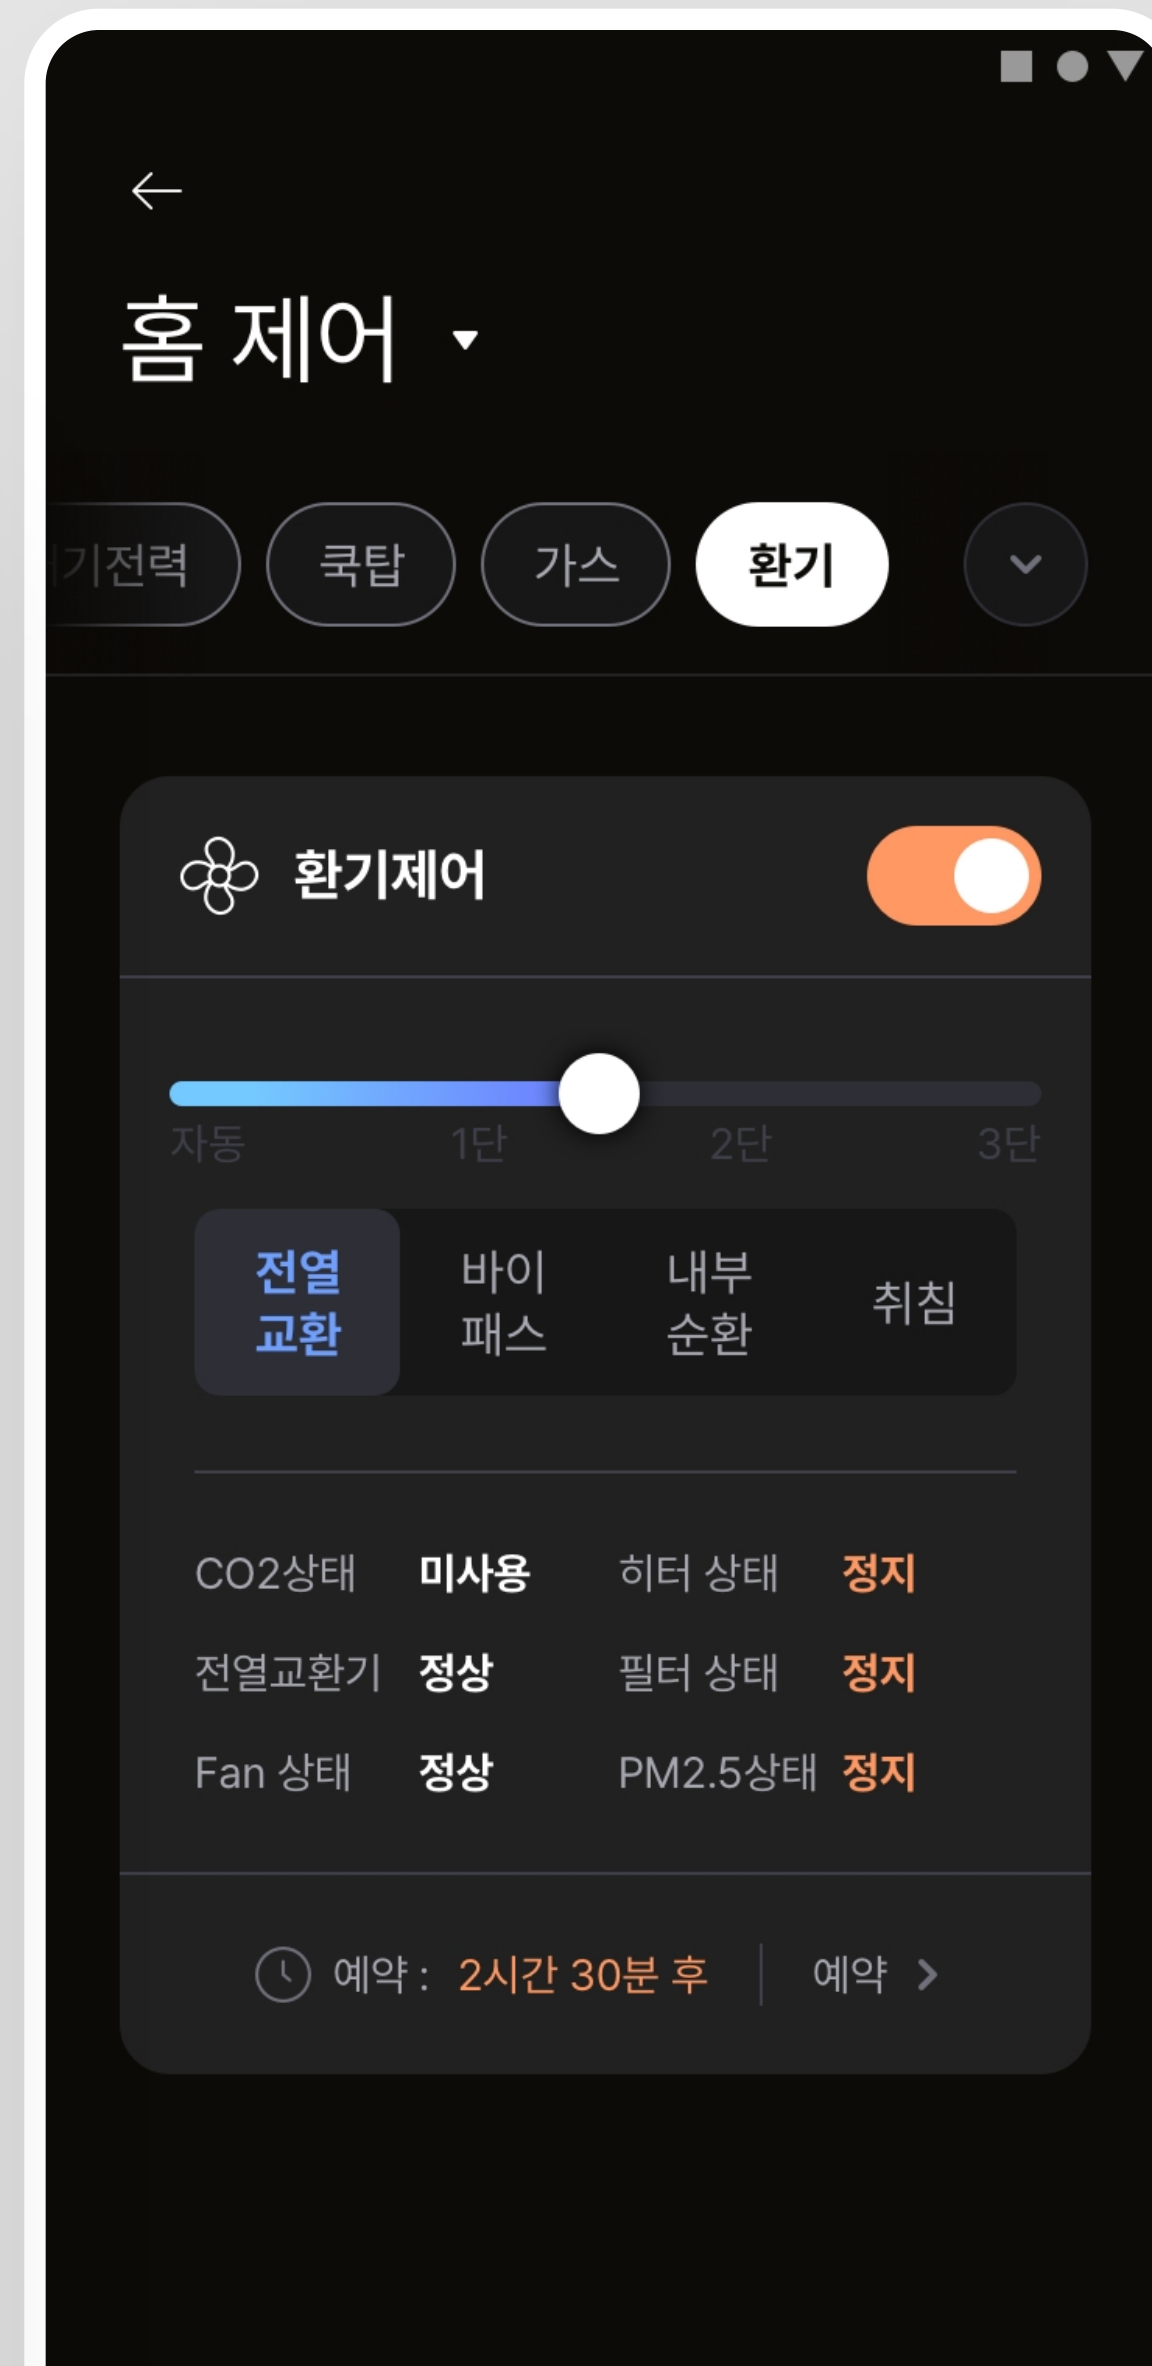 홈 제어
기전력 쿡탑 가스 환기
환기제어
자동 1단 2단 3단
전열 교환
바이 패스
내부 순환
취침
CO2상태 미사용 히터 상태 정지
전열교환기 정상 필터 상태 정지
Fan 상태 정상 PM2.5상태 정지
예약 : 2시간 30분 후 예약